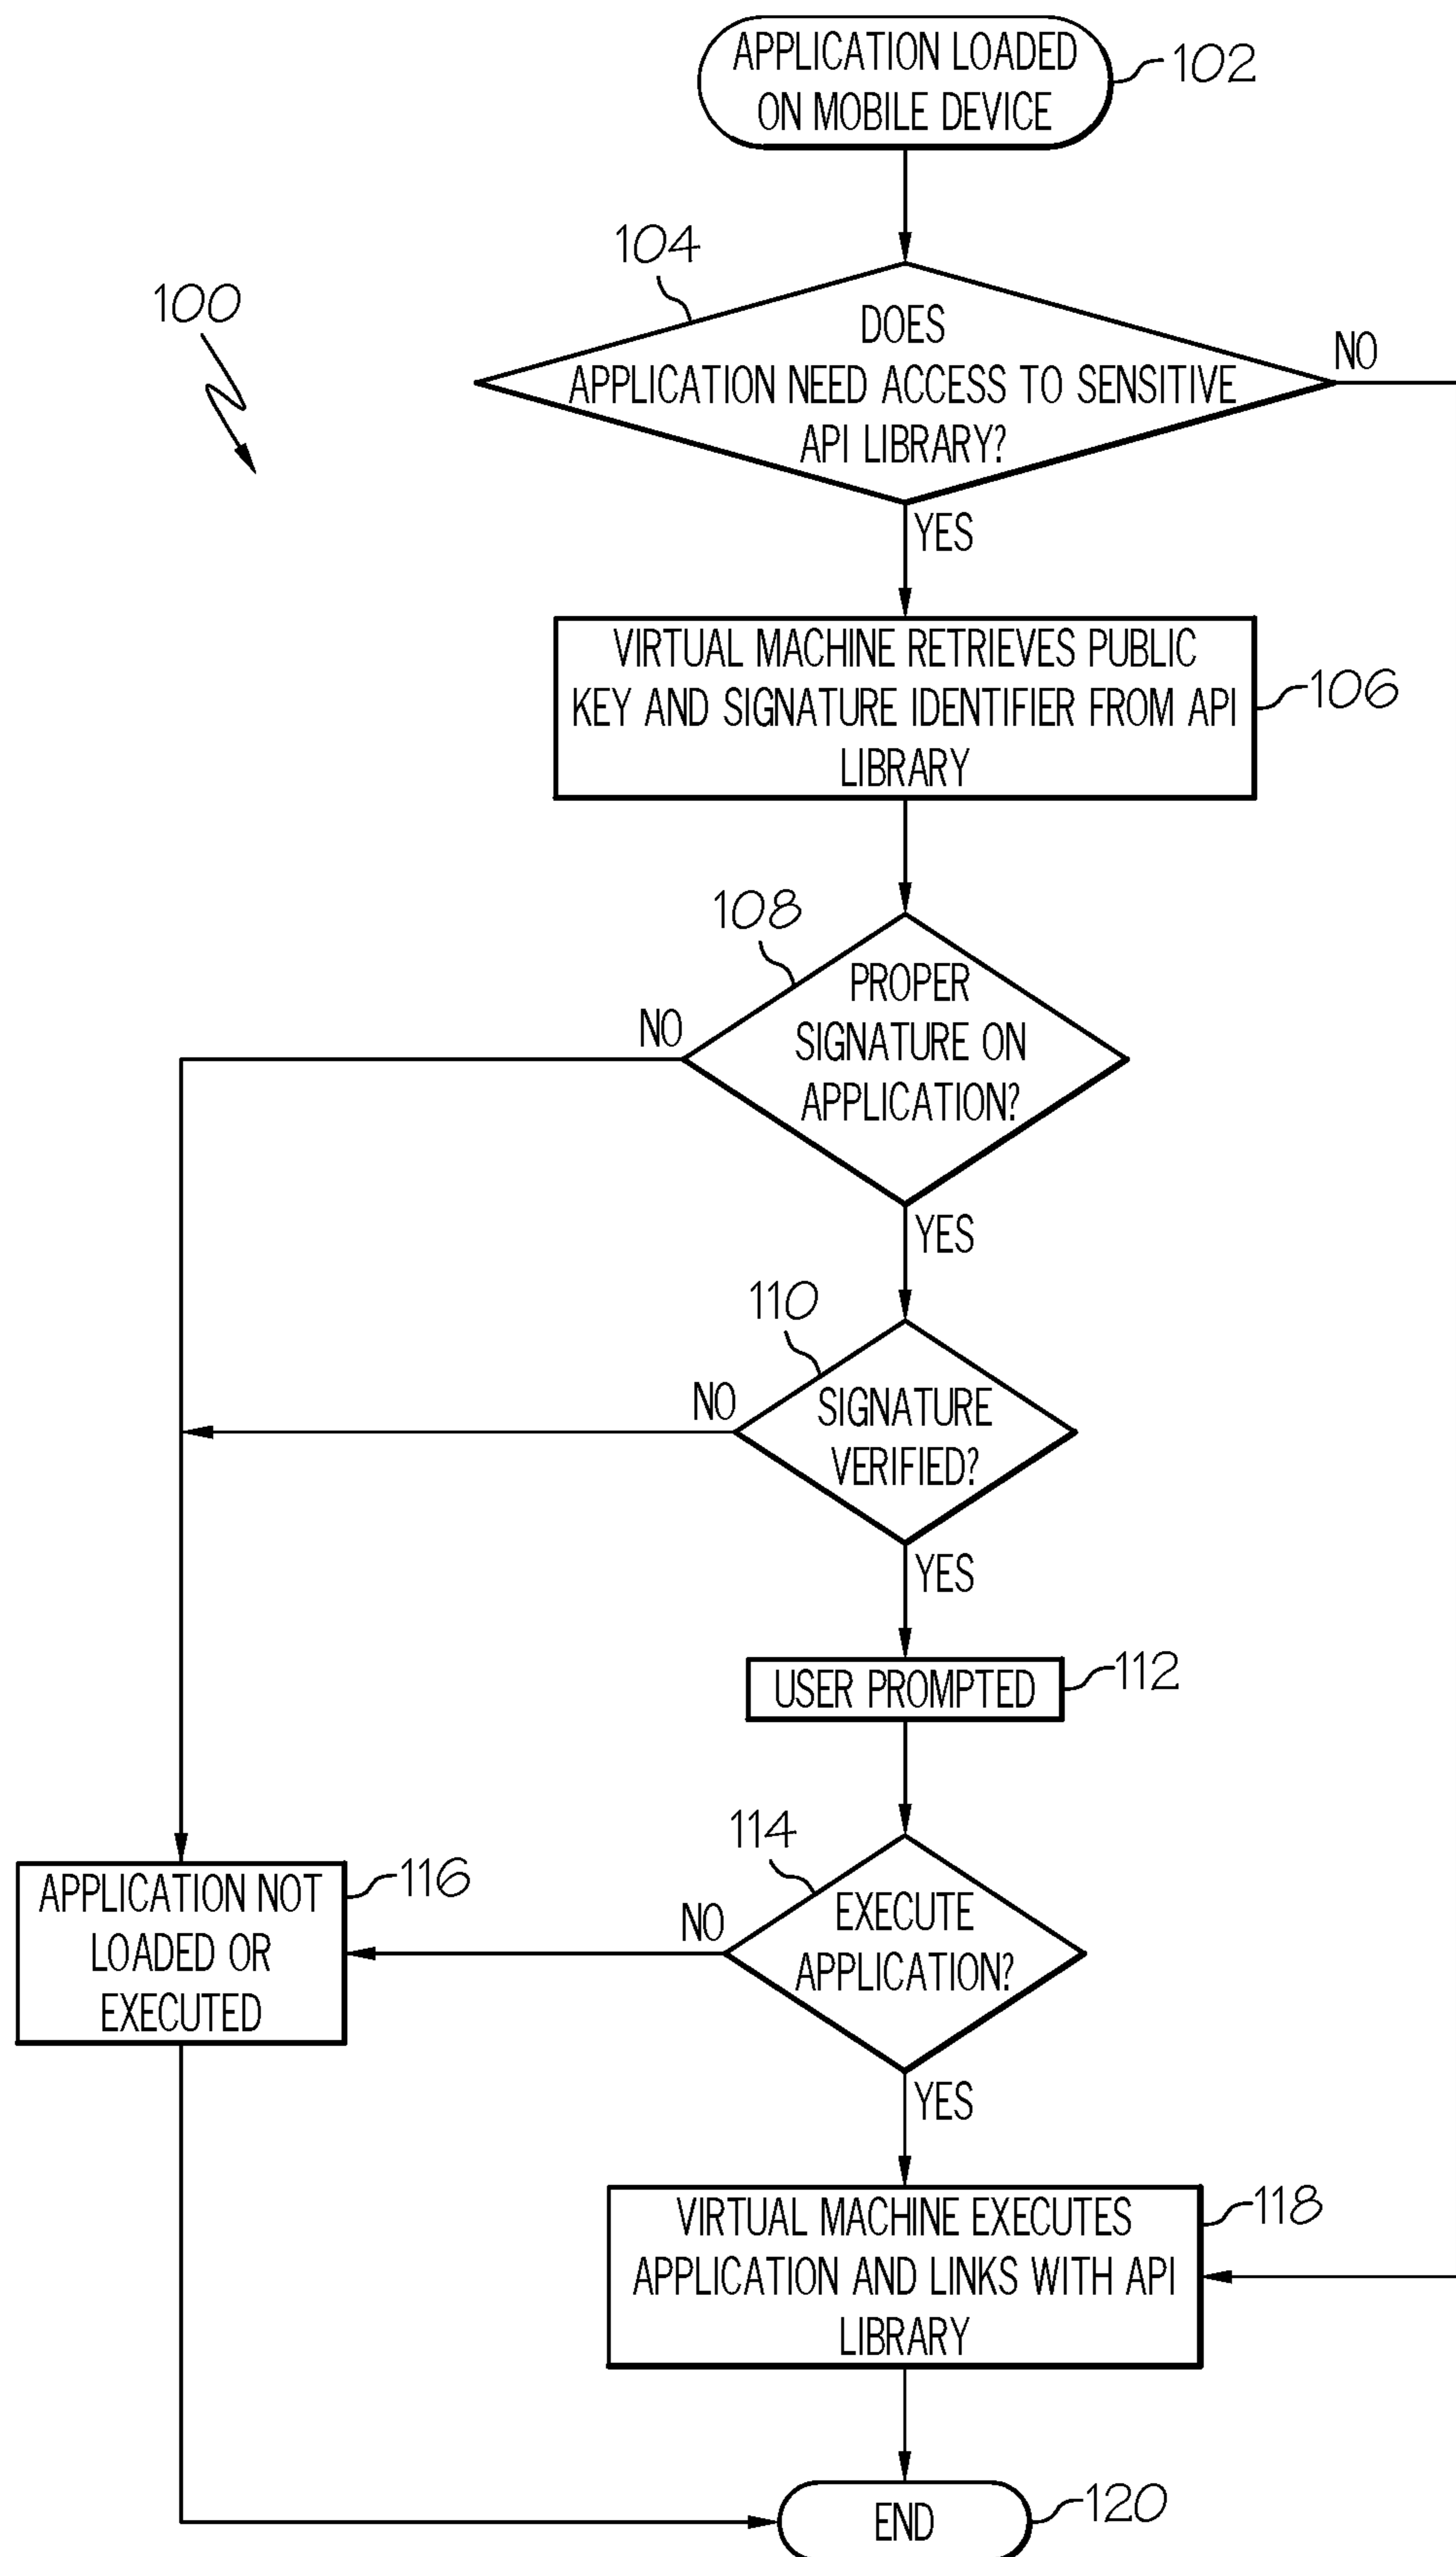 APPLICATION LOADED
ON MOBILE DEVICE
102
104
100
DOES
APPLICATION NEED ACCESS TO SENSITIVE
API LIBRARY?
NO
YES
VIRTUAL MACHINE RETRIEVES PUBLIC
KEY AND SIGNATURE IDENTIFIER FROM API
LIBRARY
106
108
PROPER
SIGNATURE ON
APPLICATION?
NO
YES
110
SIGNATURE
VERIFIED?
NO
YES
USER PROMPTED
112
114
EXECUTE
APPLICATION?
NO
APPLICATION NOT
LOADED OR
EXECUTED
116
YES
VIRTUAL MACHINE EXECUTES
APPLICATION AND LINKS WITH API
LIBRARY
118
END
120